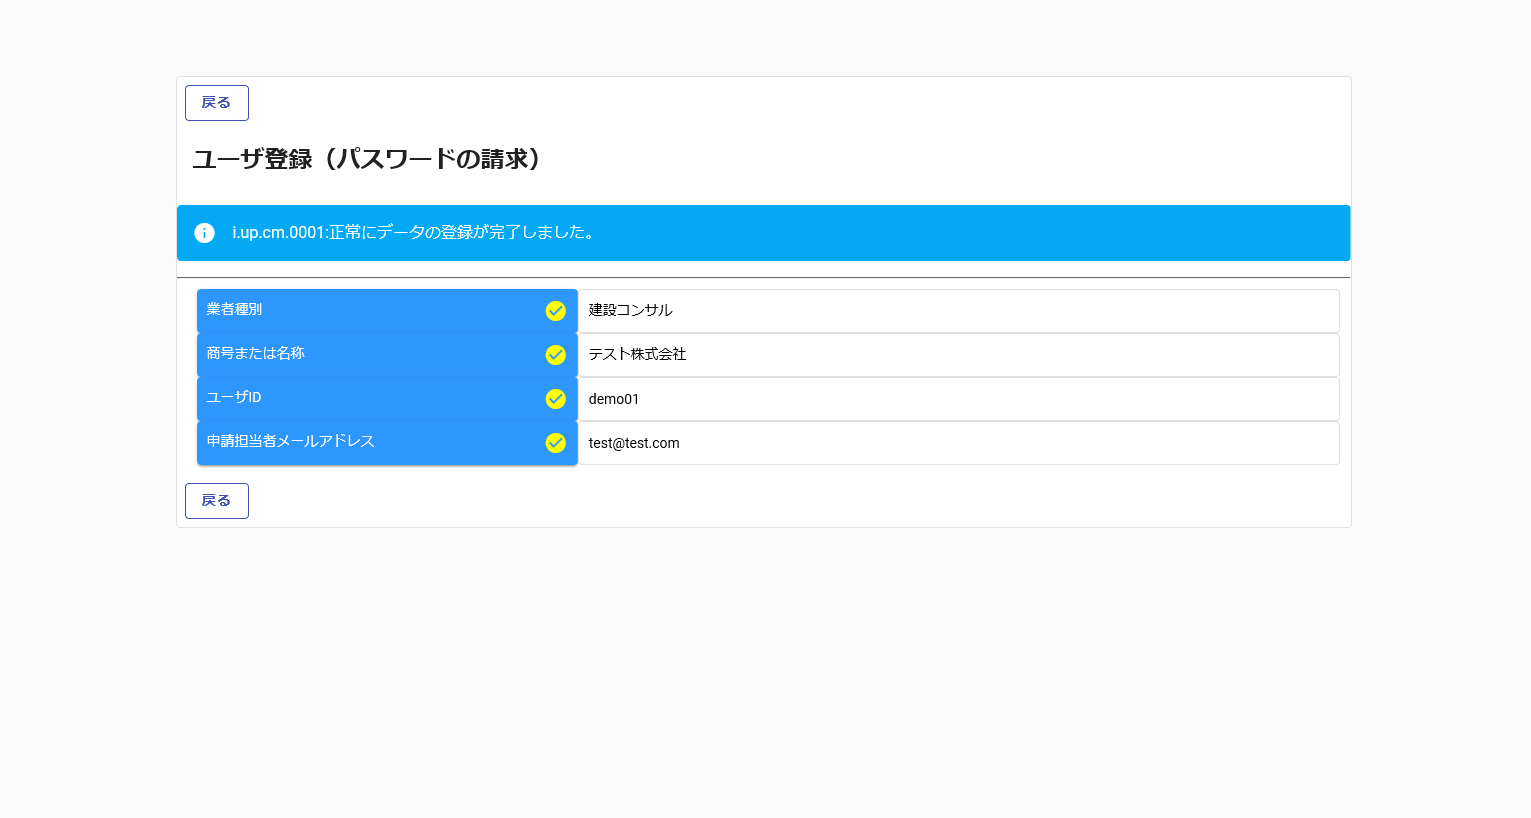 戻る
ユーザ登録（パスワードの請求）
i.up.cm.0001:正常にデータの登録が完了しました。
業者種別
建設コンサル
商号または名称
テスト株式会社
ユーザID
demo01
申請担当者メールアドレス
test@test.com
戻る